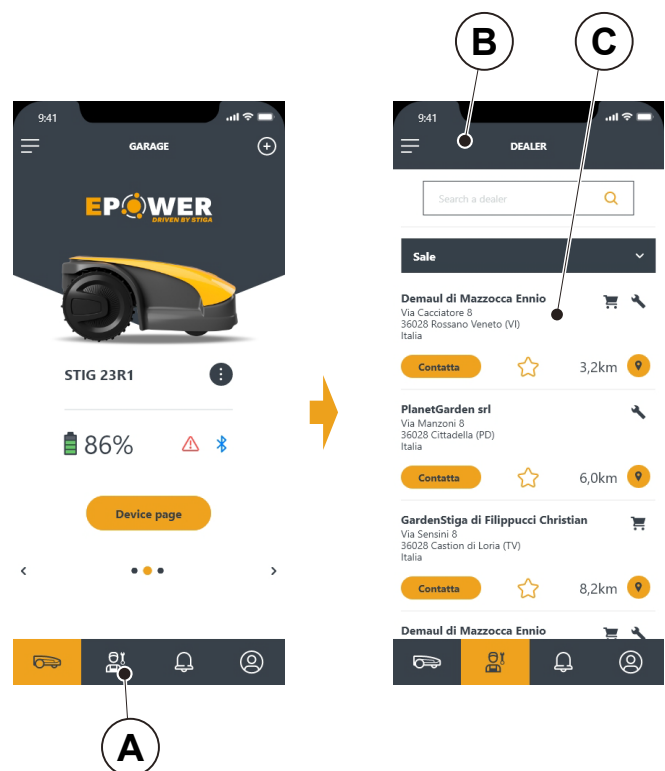 B
C
9:41
GARAGE
EPOWER
DRIVEN BY STIGA
STIG 23R1
86%
Device page
A
9:41
DEALER
Search a dealer
Sale
Demaul di Mazzocca Ennio
Via Cacciatore 8
36028 Rossano Veneto (VI)
Italia
Contatta
3,2km
PlanetGarden srl
Via Manzoni 8
36028 Cittadella (PD)
Italia
Contatta
6,0km
GardenStiga di Filippucci Christian
Via Sensini 8
36028 Castion di Loria (TV)
Italia
Contatta
8,2km
Demaul di Mazzocca Ennio